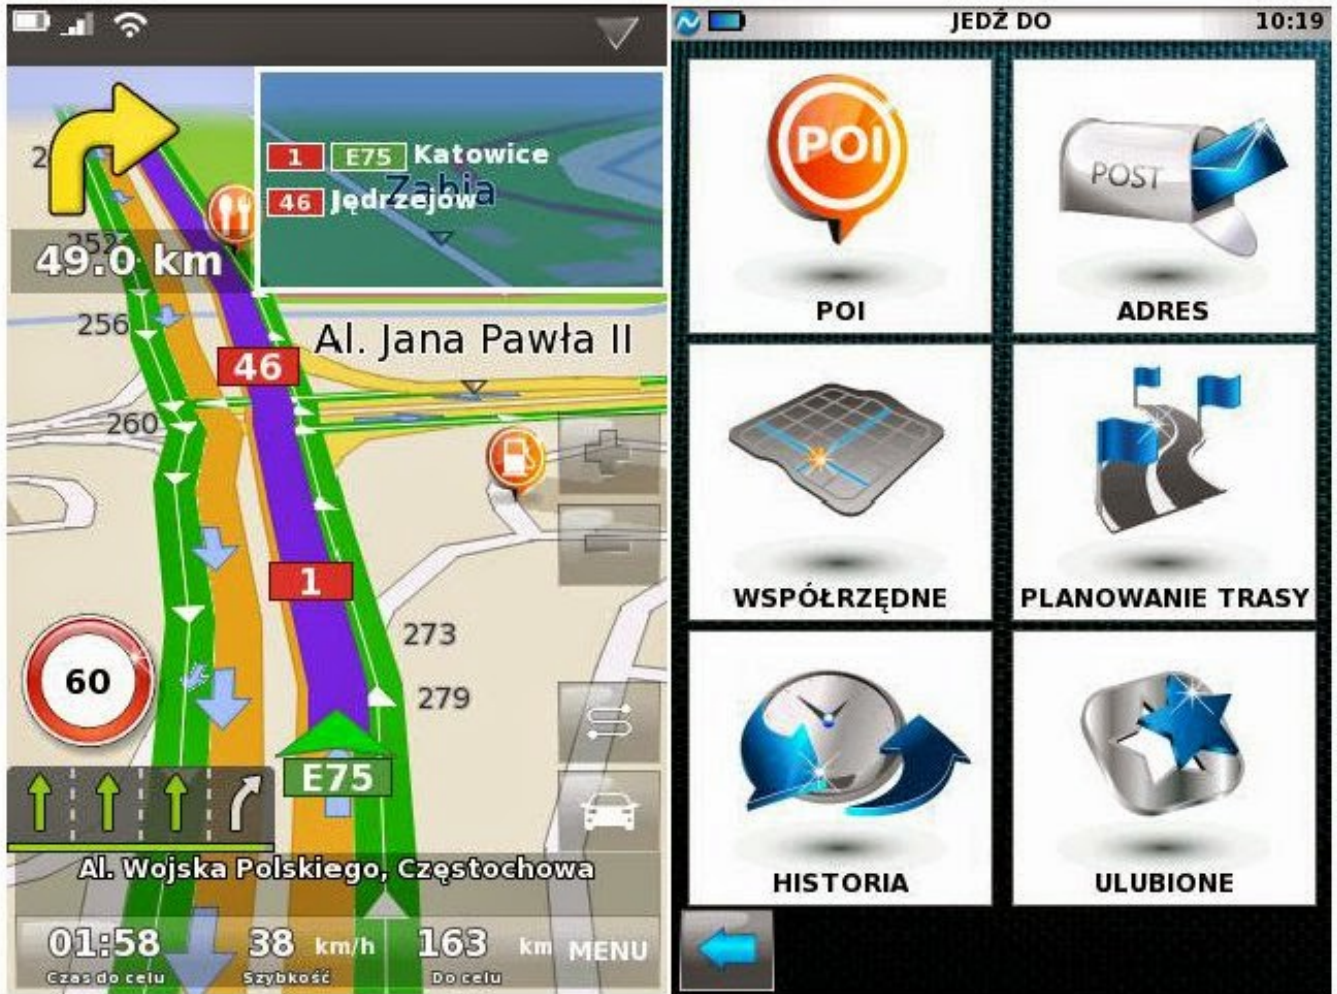 1 E75 Katowice
Ząbia
46 Jędrzejów
252
49.0 km
256
Al. Jana Pawła II
46
260
1
273
60
279
E75
Al. Wojska Polskiego, Częstochowa
01:58 38 km/h 163 km MENU
Czas do celu Szybkość Do celu
JEDŹ DO 10:19
POI POST
POI ADRES
WSPÓŁRZĘDNE PLANOWANIE TRASY
HISTORIA ULUBIONE